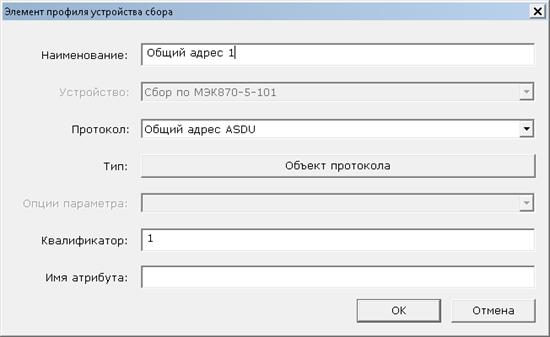 Элемент профиля устройства сбора
Наименование: Общий адрес 1
Устройство: Сбор по МЭК870-5-101
Протокол: Общий адрес ASDU
Тип: Объект протокола
Опции параметра:
Квалификатор: 1
Имя атрибута:
OK Отмена